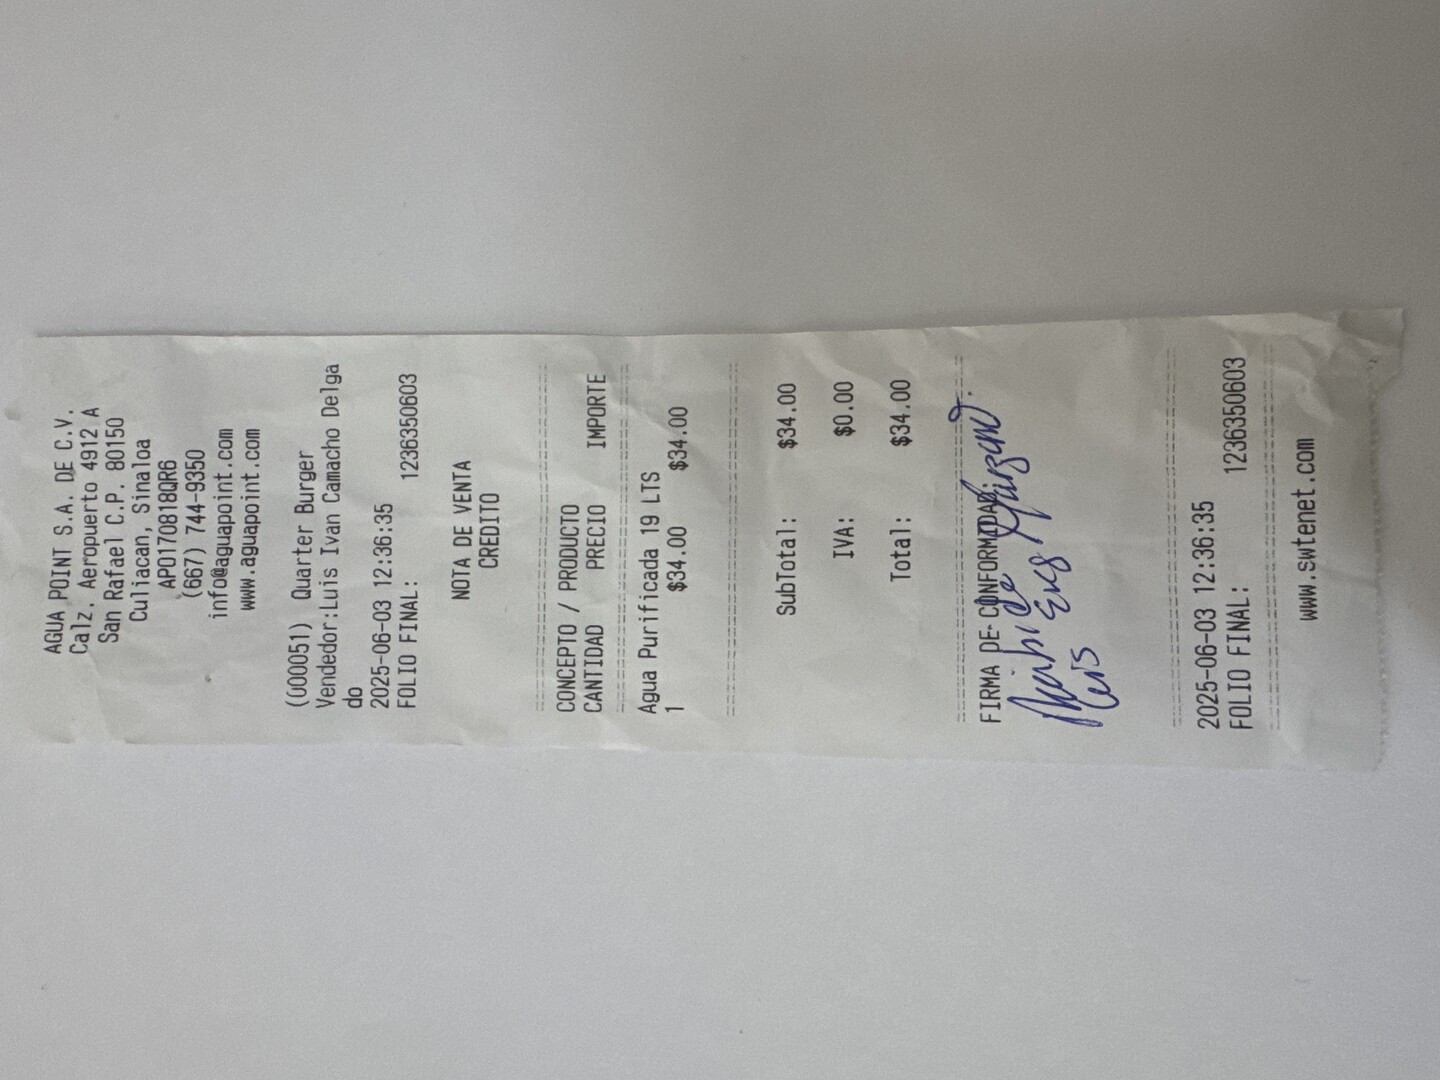 AGUA POINT S.A. DE C.V.
Calz. Aeropuerto 4912 A
San Rafael C.P. 80150
Culiacan, Sinaloa
APO170818QR6
(667) 744-9350
info@aguapoint.com
www.aguapoint.com
(000051) Quarter Burger
Vendedor:Luis Ivan Camacho Delga
do
2025-06-03 12:36:35
FOLIO FINAL: 1236350603
NOTA DE VENTA
CREDITO
CONCEPTO / PRODUCTO
CANTIDAD PRECIO IMPORTE
Agua Purificada 19 LTS
1 $34.00 $34.00
SubTotal: $34.00
IVA: $0.00
Total: $34.00
FIRMA DE CONFORMIDAD:
2025-06-03 12:36:35
FOLIO FINAL: 1236350603
www.swtenet.com